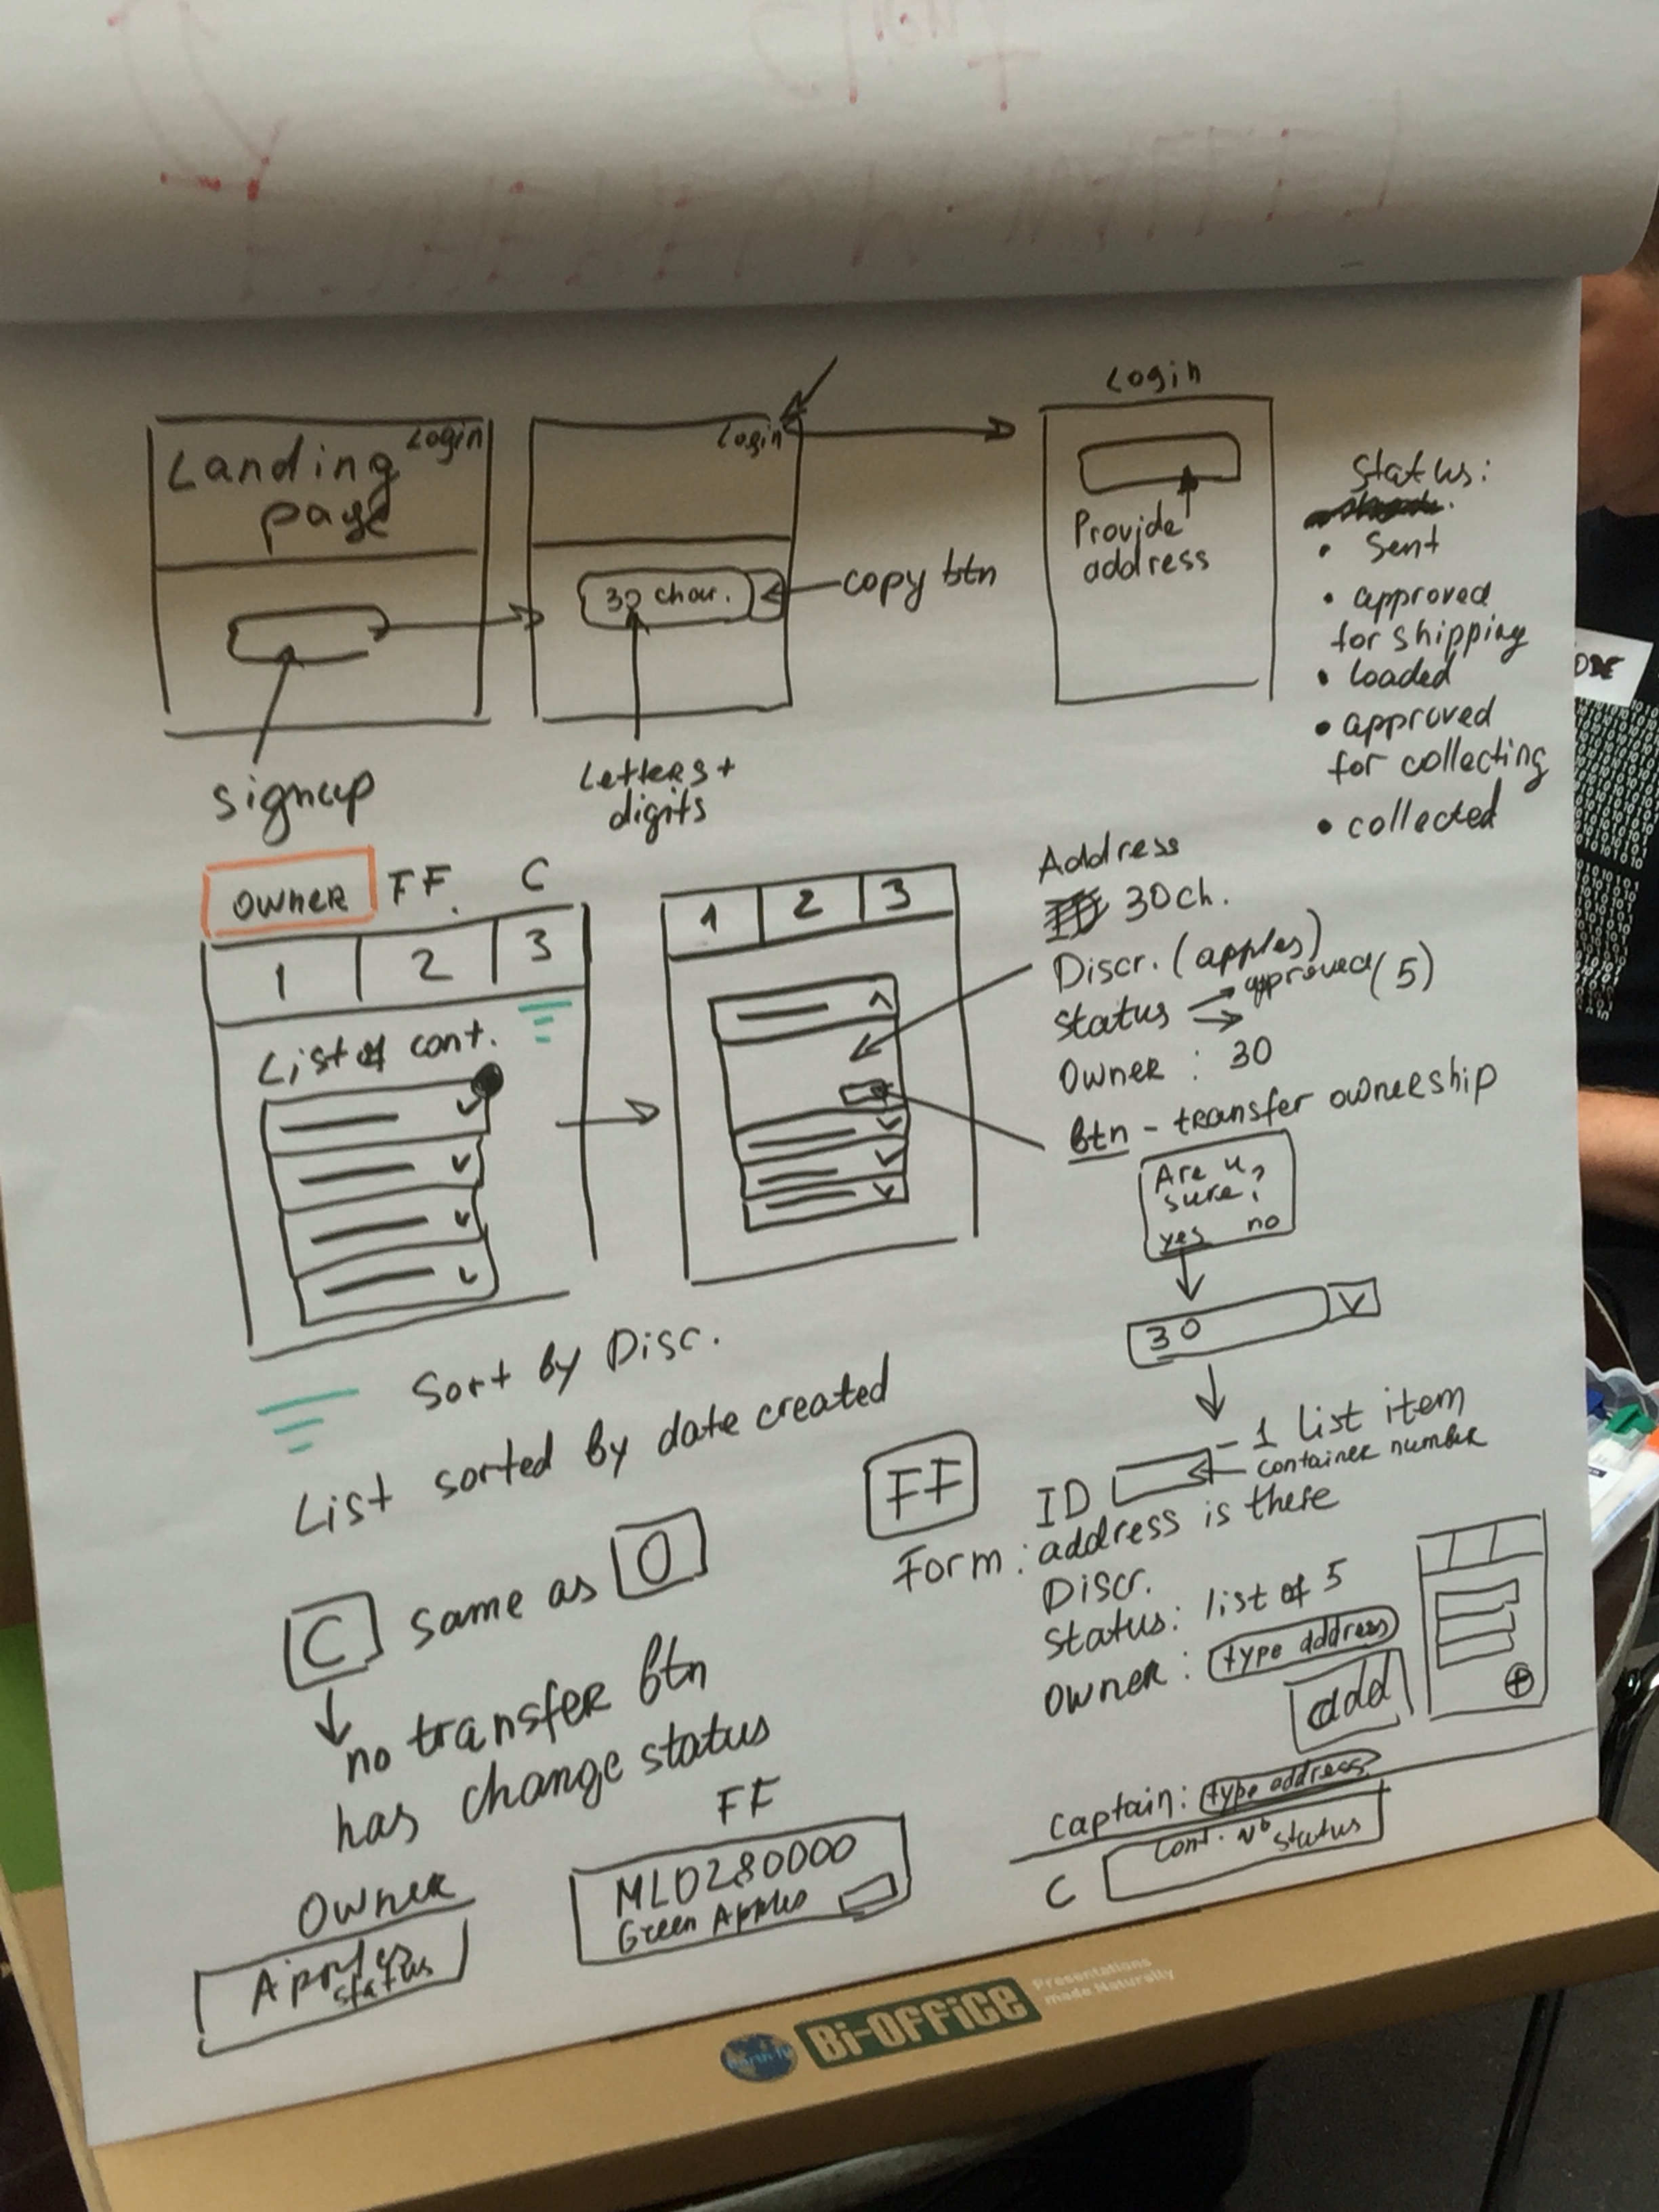 Landing
page
Login
signup
Login
30 char.
copy btn
Letters +
digits
Login
Provide
address
Status:
• Sent
• approved
for shipping
• loaded
• approved
for collecting
• collected
OWNER FF. C
1 2 3
List of cont.
1 2 3
Address
30 ch.
Discr. (apples)
Status → approved (5)
Owner : 30
btn - transfer ownership
Are u
sure?
yes no
30
Sort by Disc.
List sorted by date created
C same as O
no transfer btn
has change status
FF
- 1 List item
ID container number
Form: address is there
Discr.
Status: list of 5
Owner: type address
add
Captain: type address
C Cont. No status
Owner
Apples
status
FF
MLD280000
Green Apples
Bi-OFFiCE
Presentations
made Naturally
earth-it